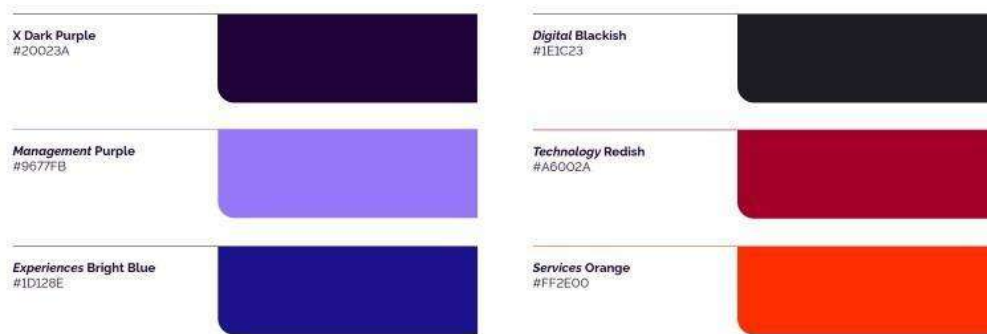 X Dark Purple
#20023A
Management Purple
#9677FB
Experiences Bright Blue
#1D128E
Digital Blackish
#1E1C23
Technology Redish
#A6002A
Services Orange
#FF2E00